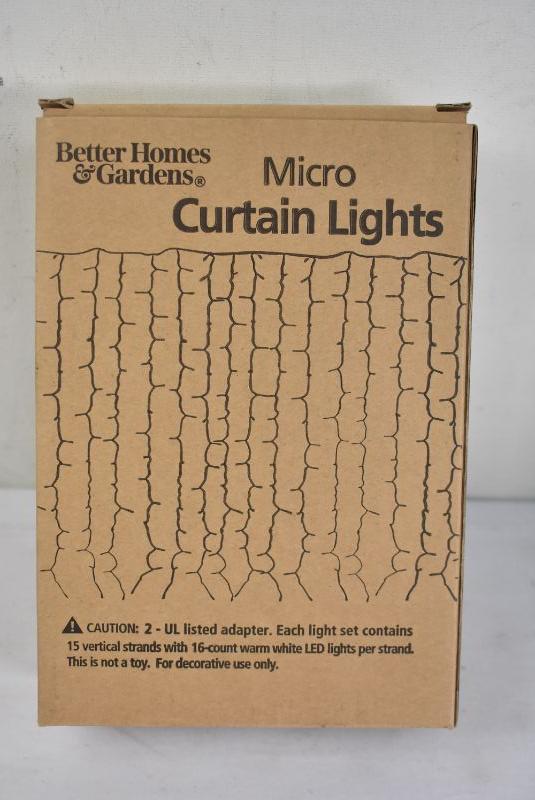 Better Homes
& Gardens®
Micro
Curtain Lights
CAUTION: 2 - UL listed adapter. Each light set contains
15 vertical strands with 16-count warm white LED lights per strand.
This is not a toy. For decorative use only.